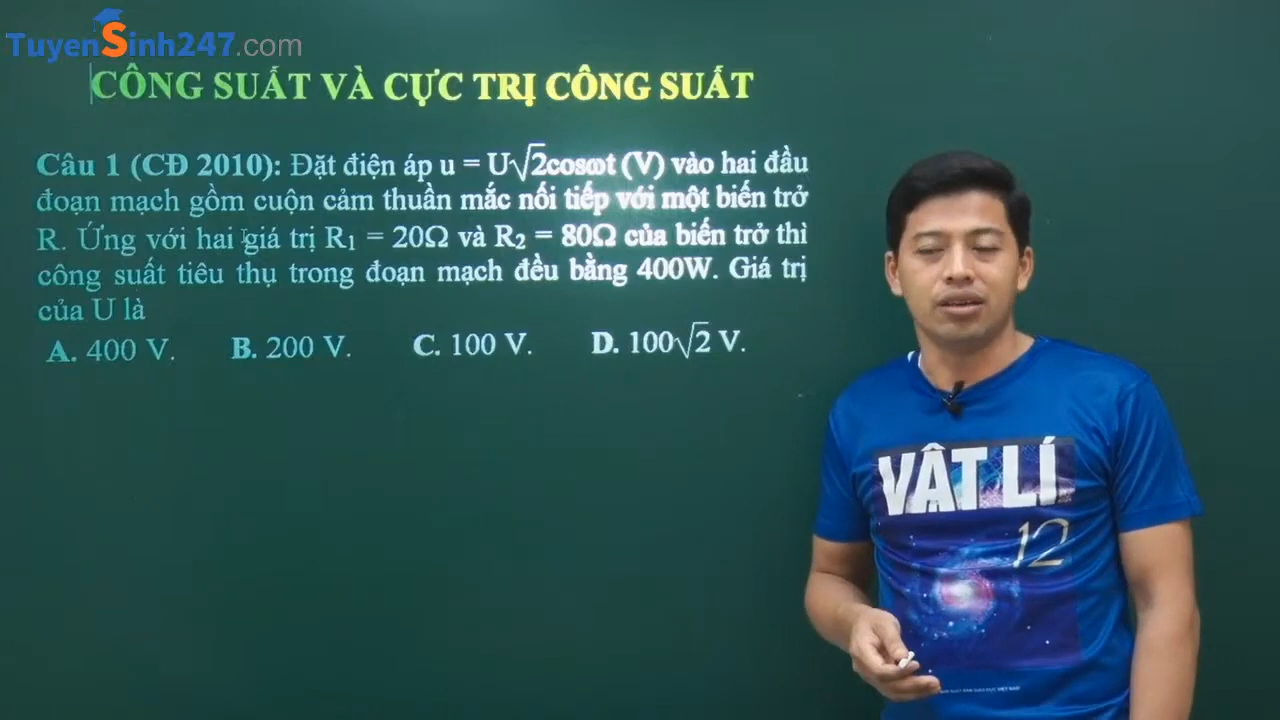 TuyenSinh247.com
CÔNG SUẤT VÀ CỰC TRỊ CÔNG SUẤT
Câu 1 (CĐ 2010): Đặt điện áp u = U√2cosωt (V) vào hai đầu
đoạn mạch gồm cuộn cảm thuần mắc nối tiếp với một biến trở
R. Ứng với hai giá trị R₁ = 20Ω và R₂ = 80Ω của biến trở thì
công suất tiêu thụ trong đoạn mạch đều bằng 400W. Giá trị
của U là
A. 400 V. B. 200 V. C. 100 V. D. 100√2 V.
VẬT LÍ
12